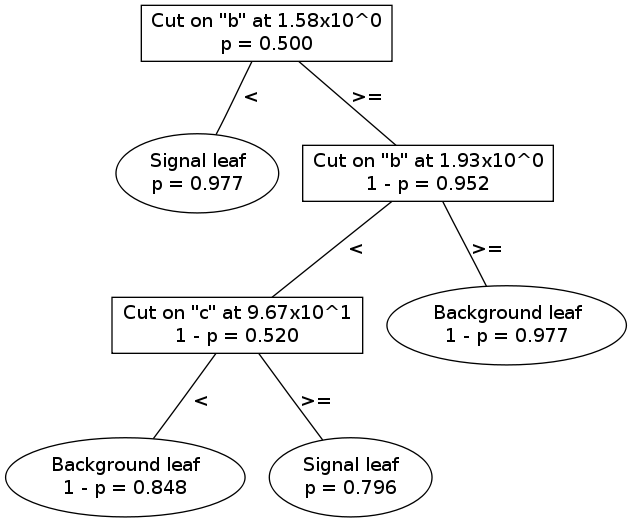 Cut on "b" at 1.58x10^0
p = 0.500
<
>=
Signal leaf
p = 0.977
Cut on "b" at 1.93x10^0
1 - p = 0.952
<
>=
Cut on "c" at 9.67x10^1
1 - p = 0.520
Background leaf
1 - p = 0.977
<
>=
Background leaf
1 - p = 0.848
Signal leaf
p = 0.796